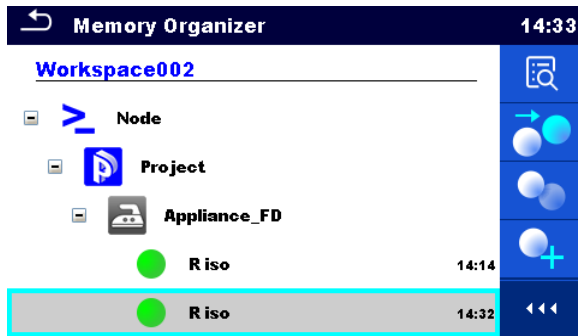 Memory Organizer 14:33
Workspace002
Node
Project
Appliance_FD
R iso 14:14
R iso 14:32